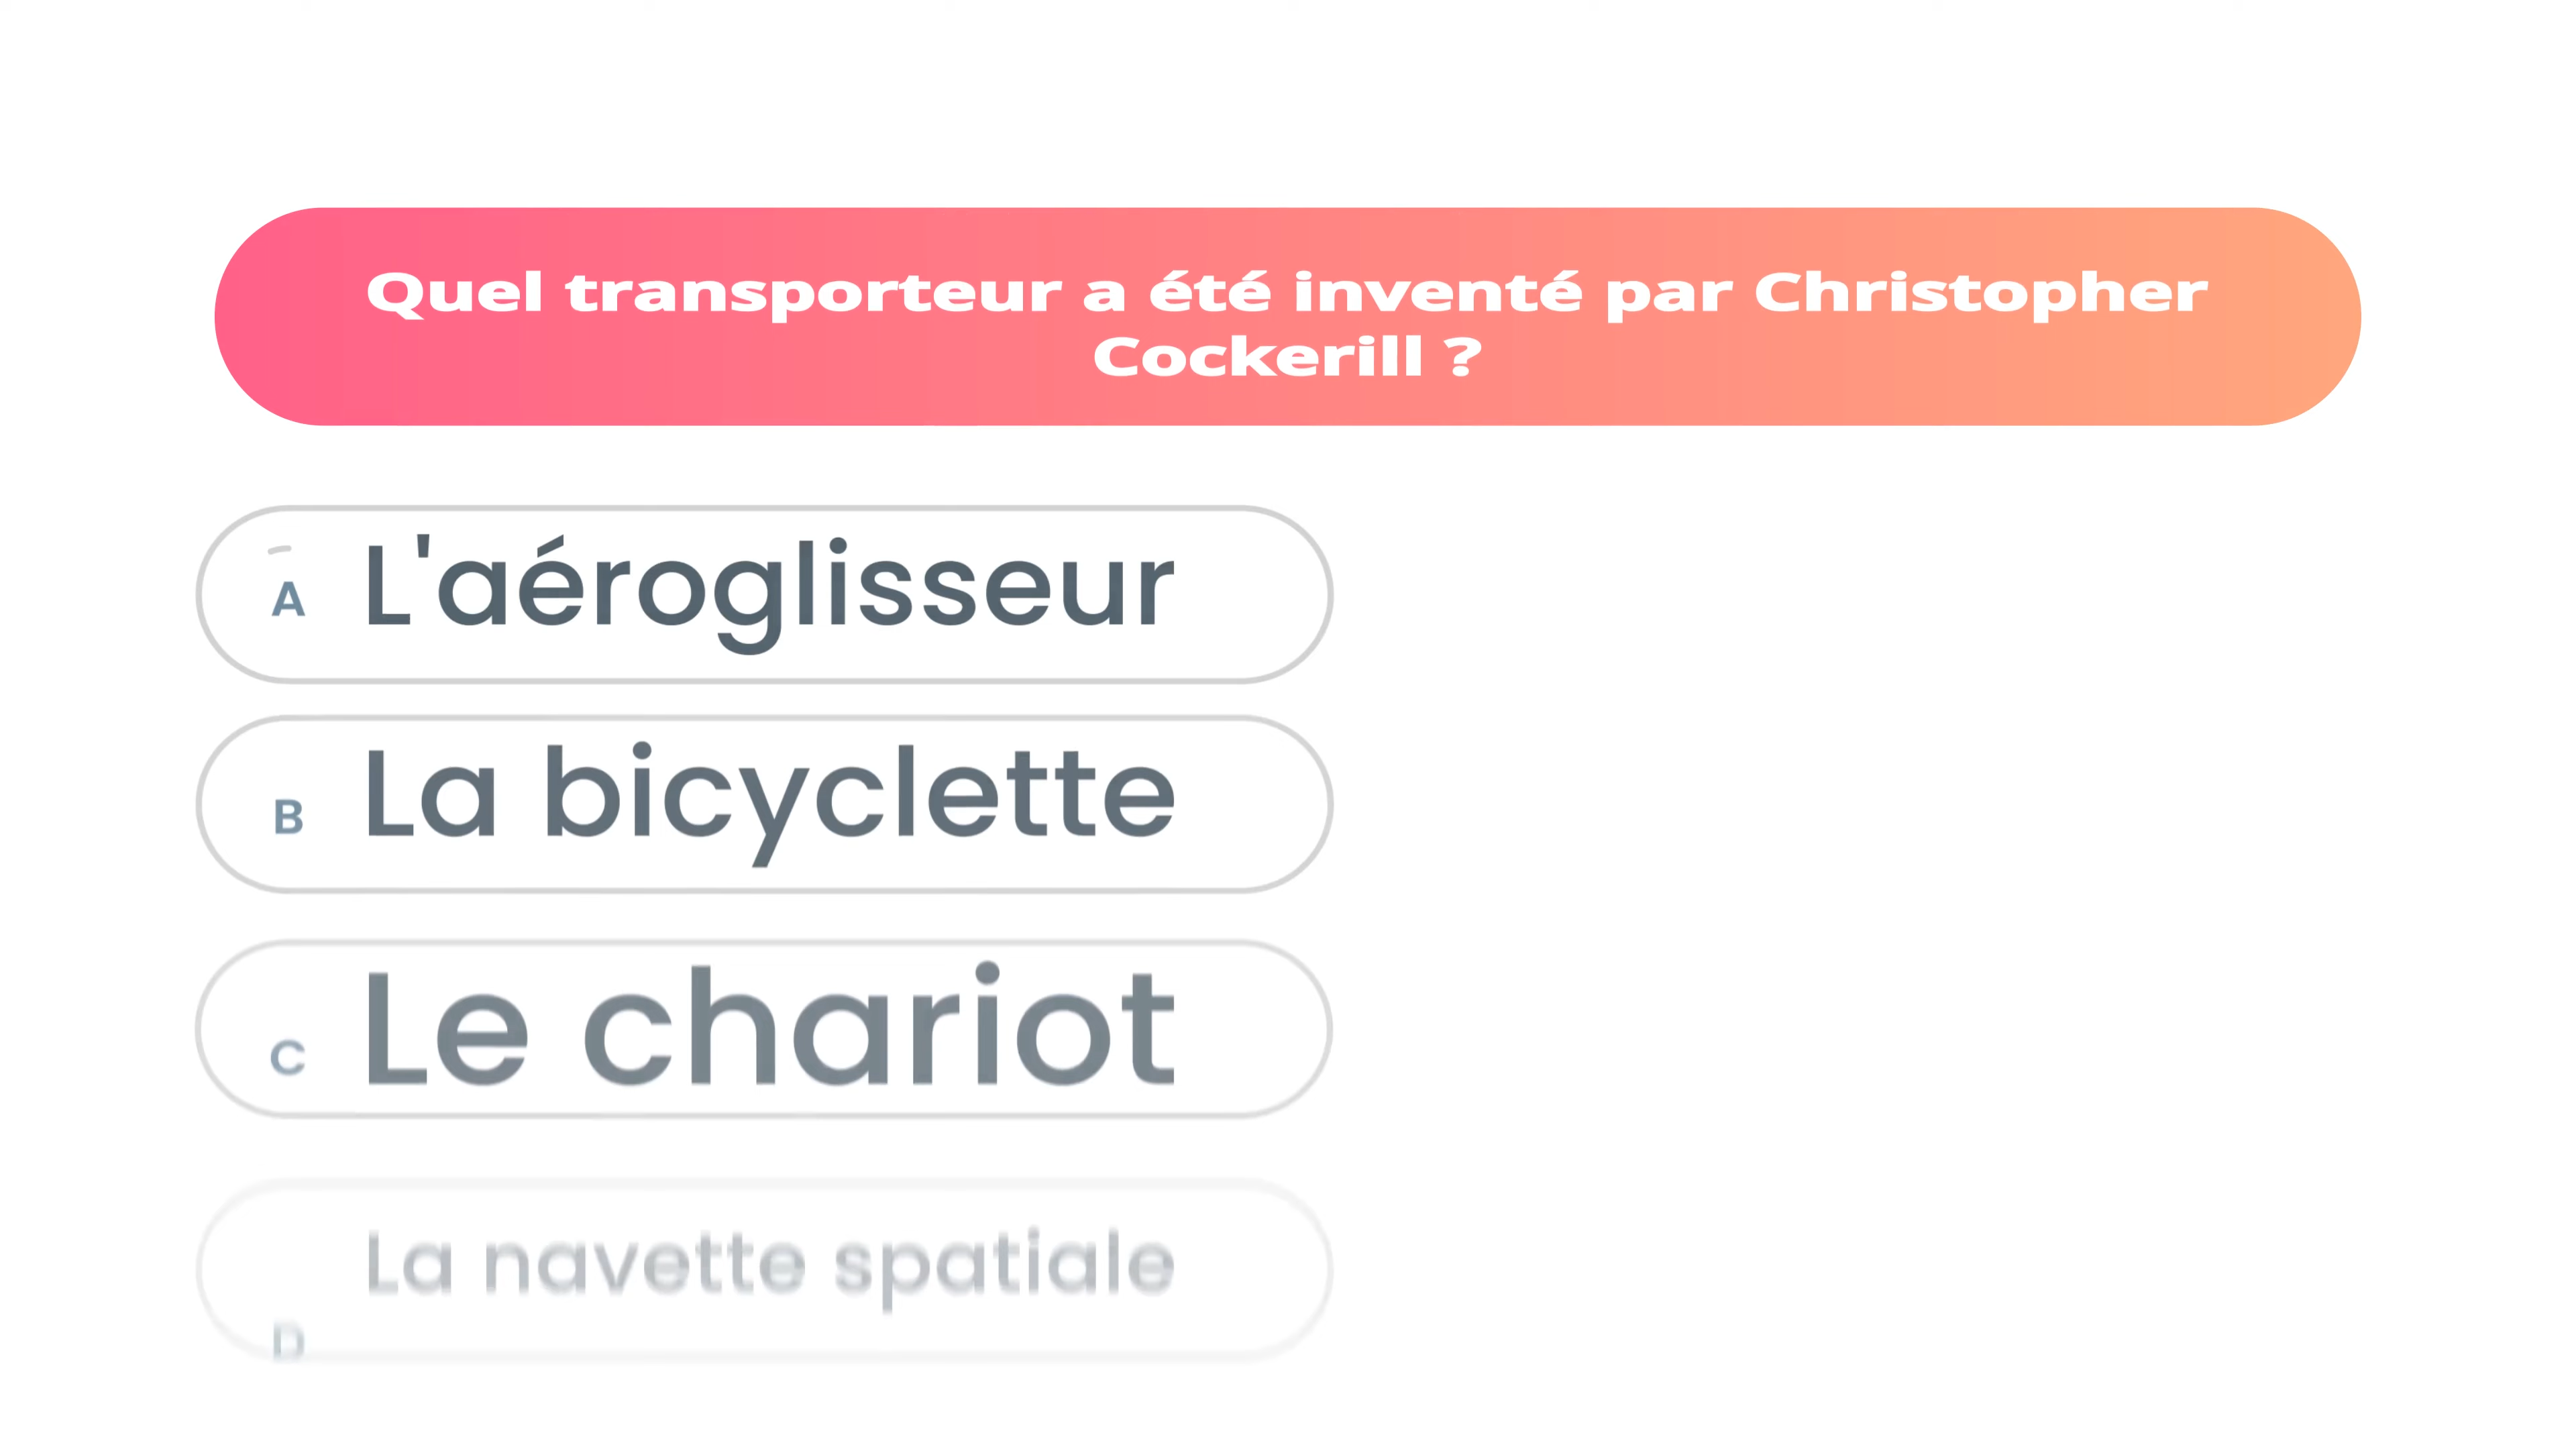 Quel transporteur a été inventé par Christopher
Cockerill ?
A L'aéroglisseur
B La bicyclette
C Le chariot
La navette spatiale
D